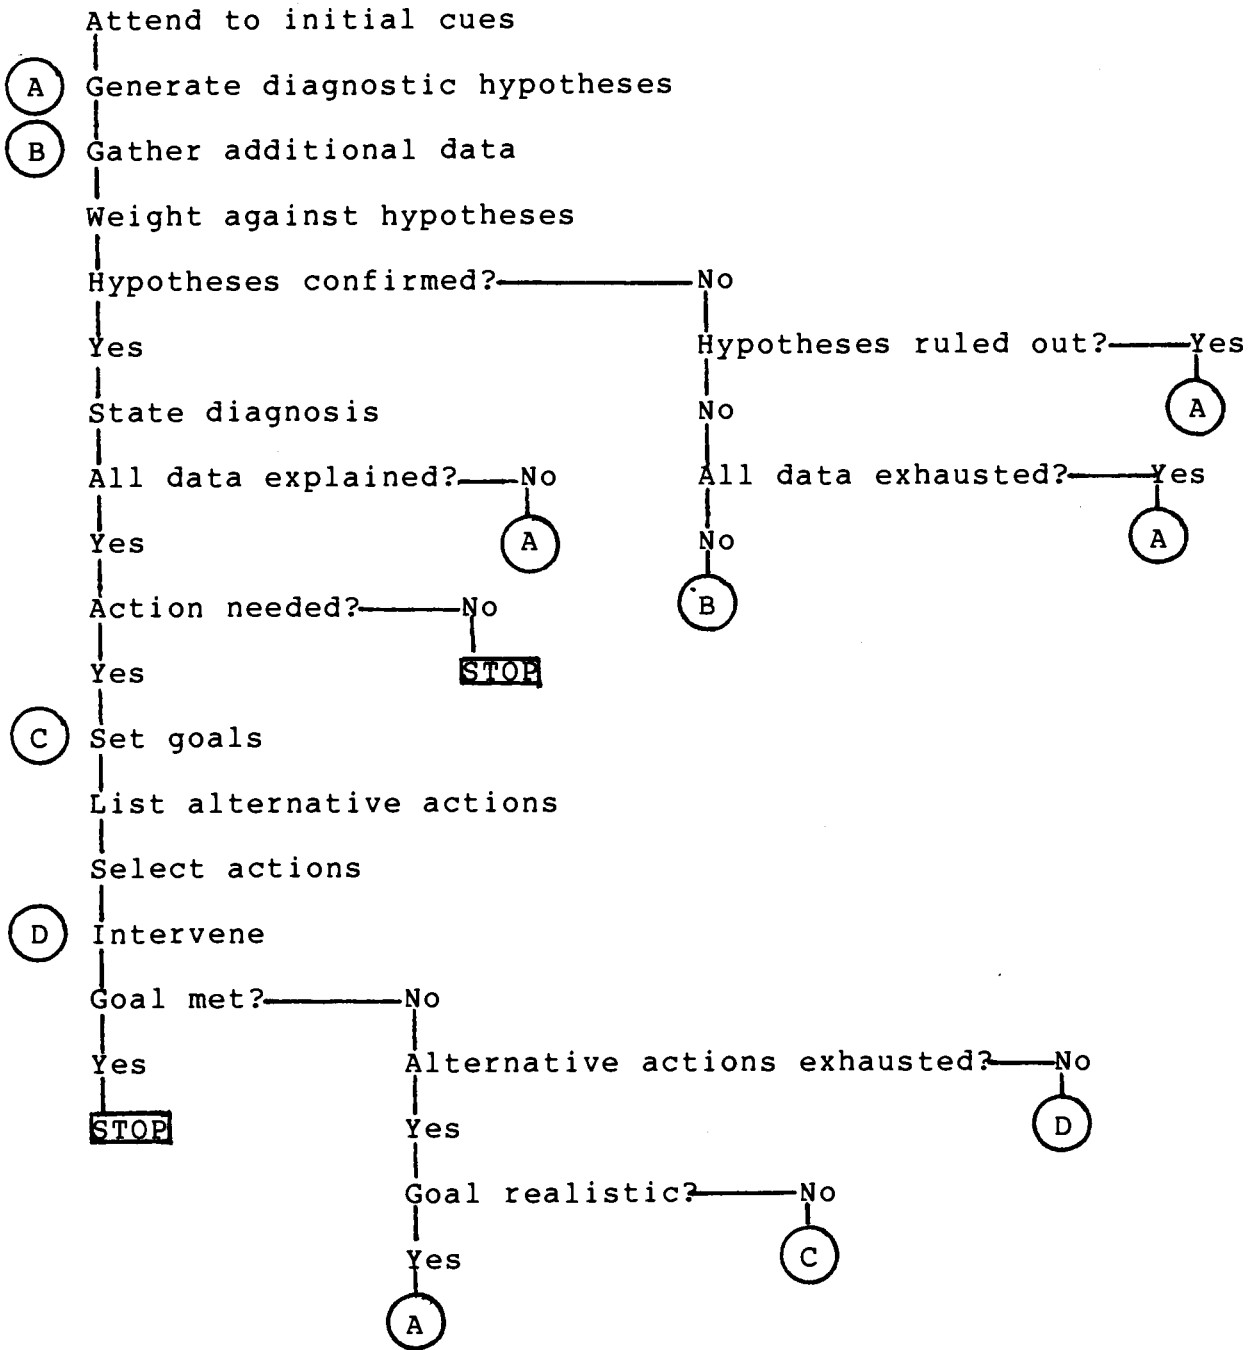 Attend to initial cues
A Generate diagnostic hypotheses
B Gather additional data
Weight against hypotheses
Hypotheses confirmed? No
Yes Hypotheses ruled out? Yes
State diagnosis No A
All data explained? No All data exhausted? Yes
Yes A No A
Action needed? No B
Yes STOP
C Set goals
List alternative actions
Select actions
D Intervene
Goal met? No
Yes Alternative actions exhausted? No
STOP Yes D
Goal realistic? No
Yes C
A